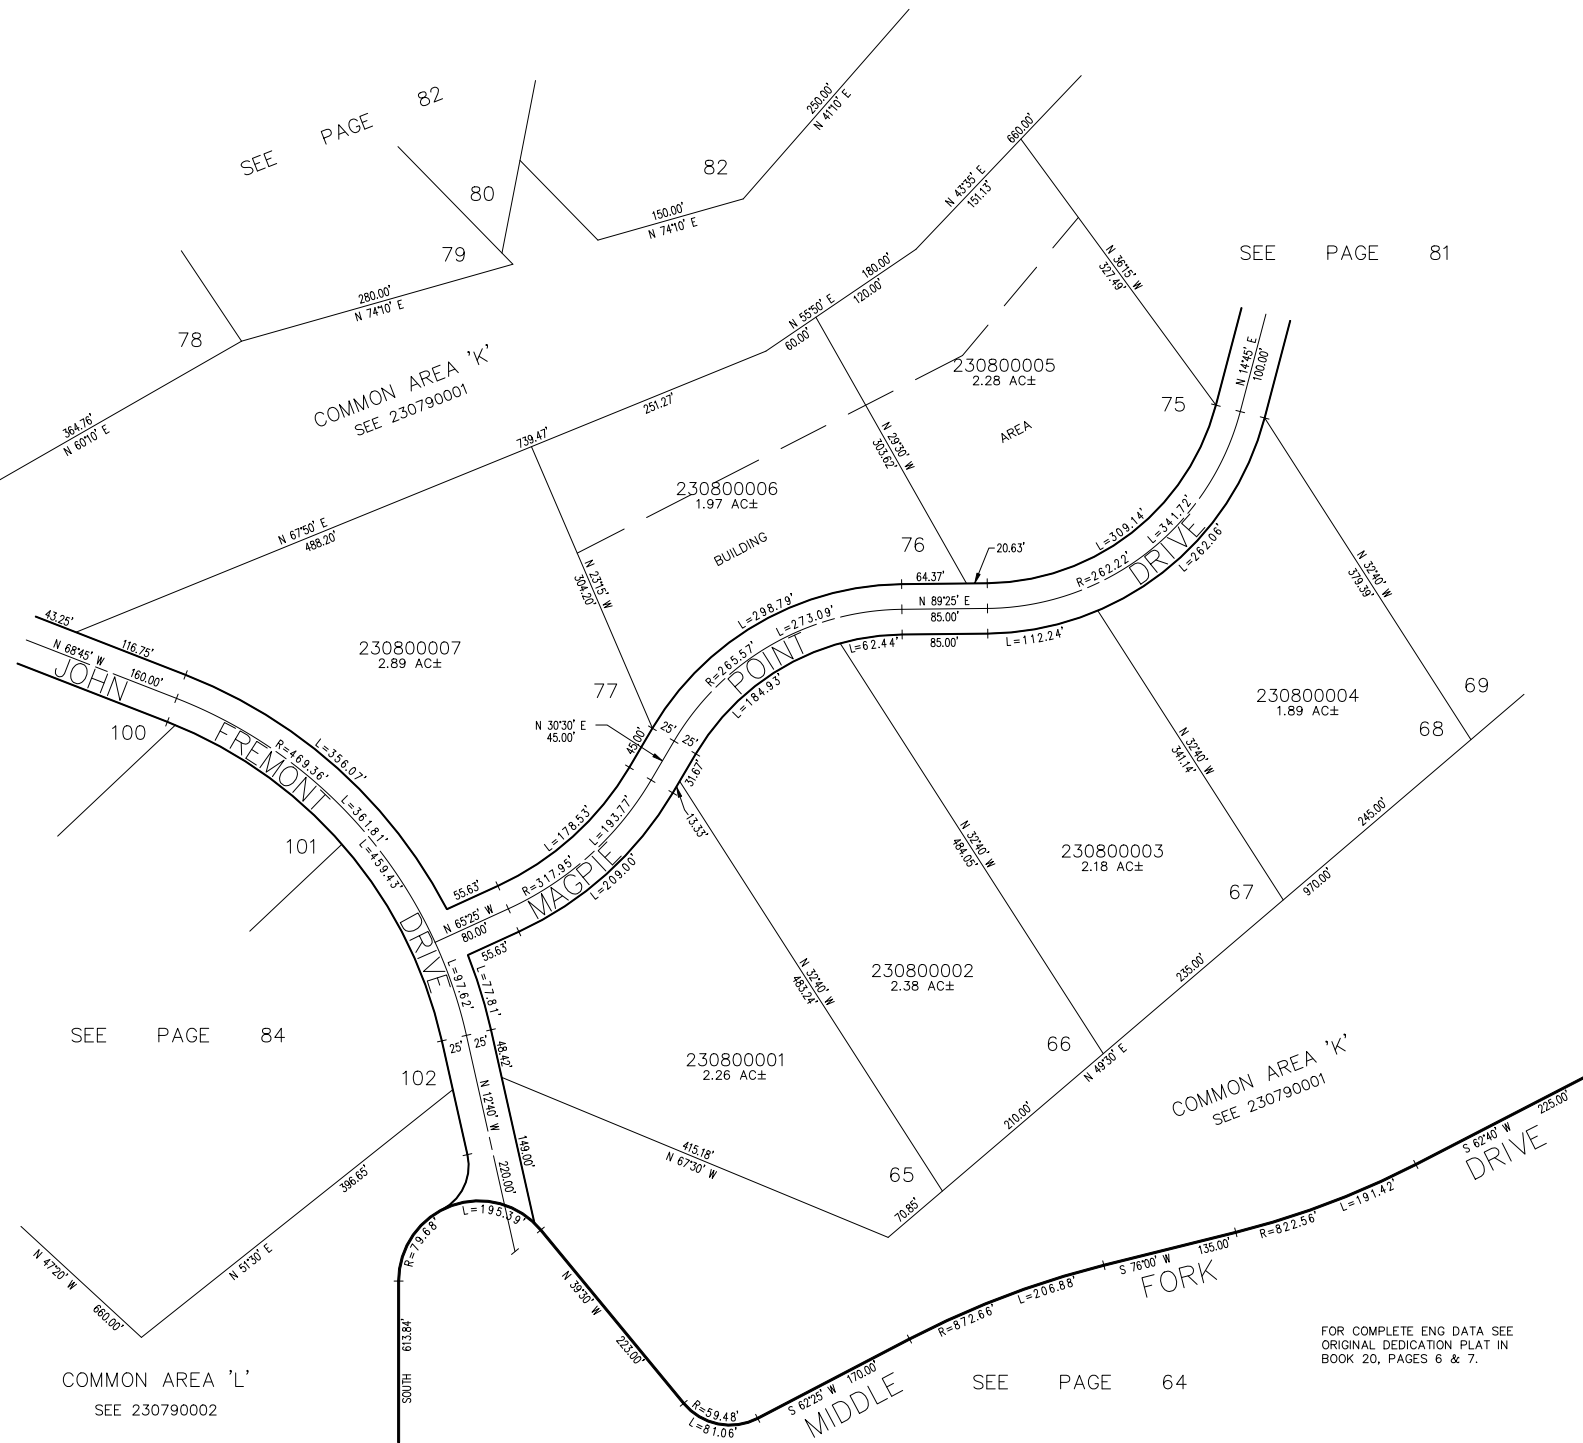 SEE PAGE 82
80
82
79
78
250.00'
N 41°10' E
150.00'
N 74°10' E
280.00'
N 74°10' E
364.76'
N 60°10' E
COMMON AREA 'K'
SEE 230790001
660.00'
N 43°35' E
151.13'
180.00'
N 55°50' E
120.00'
60.00'
251.27'
739.47'
N 67°50' E
488.20'
N 36°15' W
327.49'
SEE PAGE 81
230800005
2.28 AC±
75
N 14°45' E
100.00'
AREA
N 29°30' W
303.62'
230800006
1.97 AC±
BUILDING
76
20.63'
64.37'
N 89°25' E
85.00'
85.00'
L=309.14'
L=341.72'
R=262.22'
DRIVE
L=262.06'
L=112.24'
L=62.44'
L=298.79'
L=273.09'
R=265.57'
POINT
L=184.93'
N 23°15' W
304.20'
230800007
2.89 AC±
77
N 30°30' E
45.00'
45.00'
25'
25'
31.67'
13.33'
L=178.53'
L=193.77'
R=317.95'
MAGPIE
L=209.00'
55.63'
N 65°25' W
80.00'
55.63'
43.25'
116.75'
N 68°45' W
160.00'
JOHN
FREMONT
DRIVE
L=356.07'
R=469.36'
L=361.81'
L=459.43'
L=97.62'
L=77.81'
25'
25'
48.42'
N 12°40' W
149.00'
220.00'
100
101
102
SEE PAGE 84
N 32°40' W
379.39'
230800004
1.89 AC±
69
68
N 32°40' W
341.14'
245.00'
230800003
2.18 AC±
67
970.00'
N 32°40' W
484.05'
235.00'
230800002
2.38 AC±
66
N 49°30' E
N 32°40' W
483.24'
210.00'
230800001
2.26 AC±
65
70.85'
415.18'
N 67°30' W
396.65'
N 51°30' E
N 47°20' W
660.00'
COMMON AREA 'L'
SEE 230790002
L=195.39'
R=79.68'
SOUTH 613.84'
N 39°30' W
223.00'
R=59.48'
L=81.06'
COMMON AREA 'K'
SEE 230790001
225.00'
S 62°40' W
DRIVE
L=191.42'
R=822.56'
135.00'
S 76°00' W
FORK
L=206.88'
R=872.66'
170.00'
S 62°25' W
MIDDLE
SEE PAGE 64
FOR COMPLETE ENG DATA SEE
ORIGINAL DEDICATION PLAT IN
BOOK 20, PAGES 6 & 7.